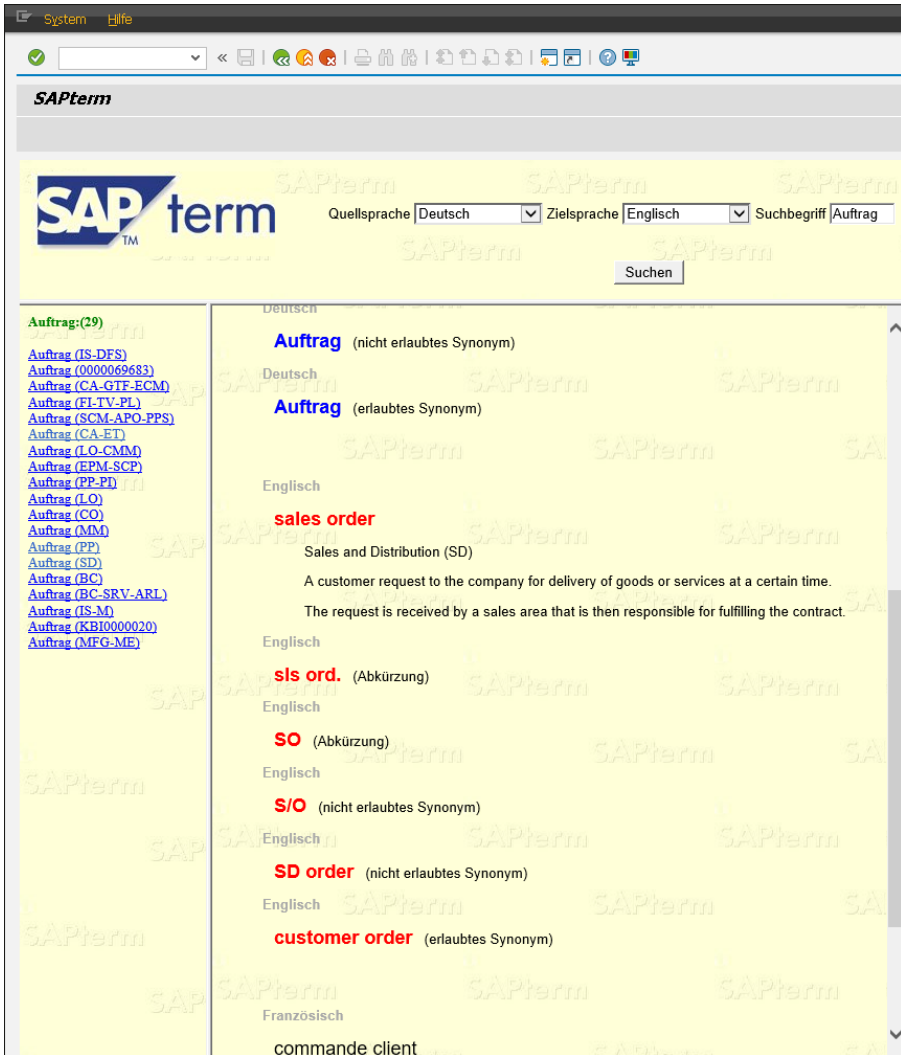 System Hilfe
SAPterm
SAP term
TM
Quellsprache Deutsch Zielsprache Englisch Suchbegriff Auftrag
Suchen
Auftrag:(29)
Auftrag (IS-DFS)
Auftrag (0000069683)
Auftrag (CA-GTF-ECM)
Auftrag (FI-TV-PL)
Auftrag (SCM-APO-PPS)
Auftrag (CA-ET)
Auftrag (LO-CMM)
Auftrag (EPM-SCP)
Auftrag (PP-PI)
Auftrag (LO)
Auftrag (CO)
Auftrag (MM)
Auftrag (PP)
Auftrag (SD)
Auftrag (BC)
Auftrag (BC-SRV-ARL)
Auftrag (IS-M)
Auftrag (KBI0000020)
Auftrag (MFG-ME)
Deutsch
Auftrag (nicht erlaubtes Synonym)
Deutsch
Auftrag (erlaubtes Synonym)
Englisch
sales order
Sales and Distribution (SD)
A customer request to the company for delivery of goods or services at a certain time.
The request is received by a sales area that is then responsible for fulfilling the contract.
Englisch
sls ord. (Abkürzung)
Englisch
SO (Abkürzung)
Englisch
S/O (nicht erlaubtes Synonym)
Englisch
SD order (nicht erlaubtes Synonym)
Englisch
customer order (erlaubtes Synonym)
Französisch
commande client